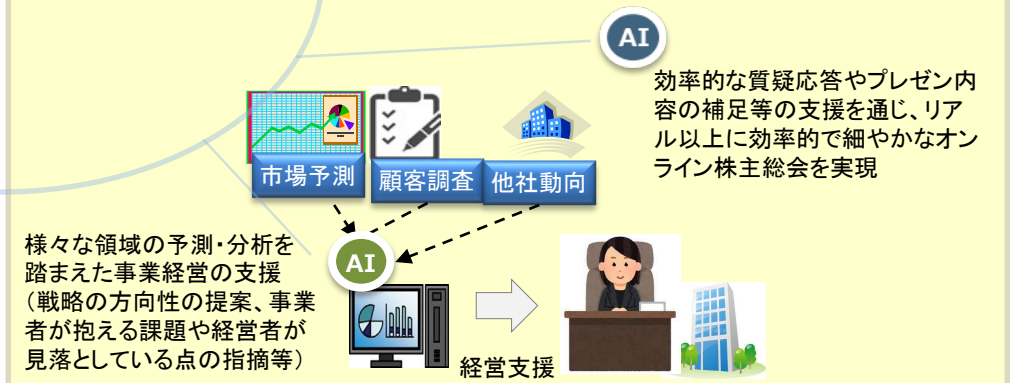 AI
効率的な質疑応答やプレゼン内
容の補足等の支援を通じ、リア
ル以上に効率的で細やかなオン
ライン株主総会を実現
市場予測
顧客調査
他社動向
様々な領域の予測・分析を
踏まえた事業経営の支援
（戦略の方向性の提案、事業
者が抱える課題や経営者が
見落としている点の指摘等）
AI
経営支援